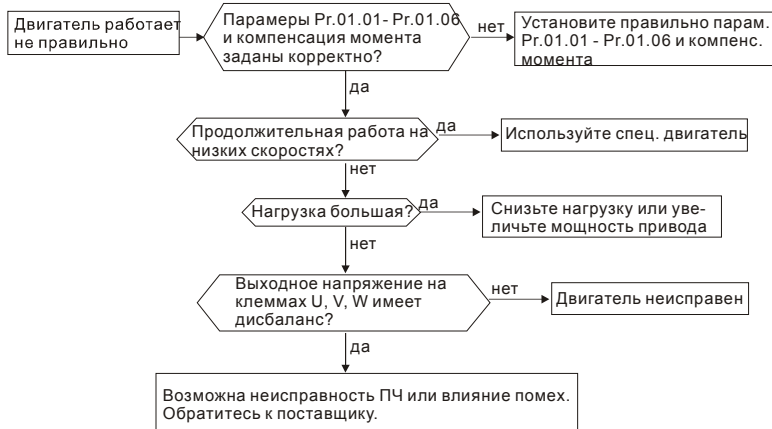 Двигатель работает
не правильно
Парамеры Pr.01.01- Pr.01.06
и компенсация момента
заданы корректно?
нет
Установите правильно парам.
Pr.01.01 - Pr.01.06 и компенс.
момента
да
Продолжительная работа на
низких скоростях?
да
Используйте спец. двигатель
нет
Нагрузка большая?
да
Снизьте нагрузку или уве-
личьте мощность привода
нет
Выходное напряжение на
клеммах U, V, W имеет
дисбаланс?
нет
Двигатель неисправен
да
Возможна неисправность ПЧ или влияние помех.
Обратитесь к поставщику.